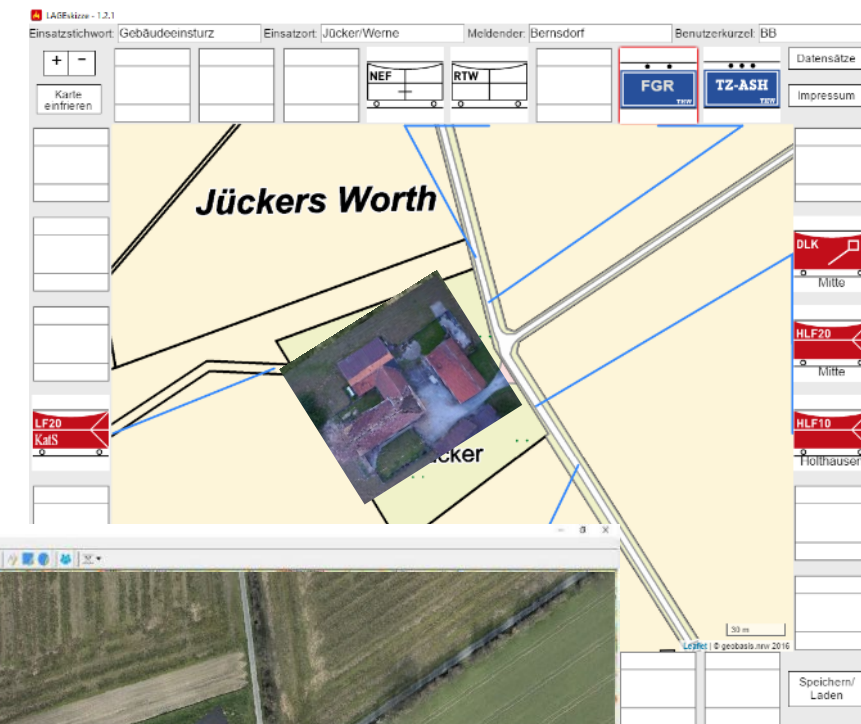 LAGEskizze - 1.2.1
Einsatzstichwort: Gebäudeeinsturz Einsatzort: Jücker/Werne Meldender: Bernsdorf Benutzerkürzel: BB
+ −
Karte
einfrieren
NEF
RTW
FGR
THW
TZ-ASH
THW
Datensätze
Impressum
Jückers Worth
DLK
Mitte
HLF20
Mitte
LF20
KatS
HLF10
Holthausen
cker
30 m
Leaflet | © geobasis.nrw 2016
Speichern/
Laden